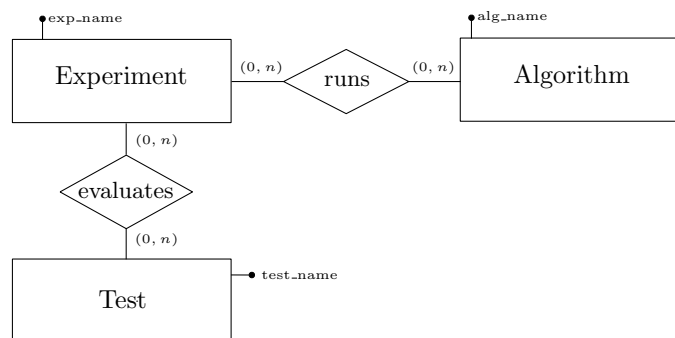 exp_name
alg_name
Experiment
(0, n)
runs
(0, n)
Algorithm
(0, n)
evaluates
(0, n)
test_name
Test